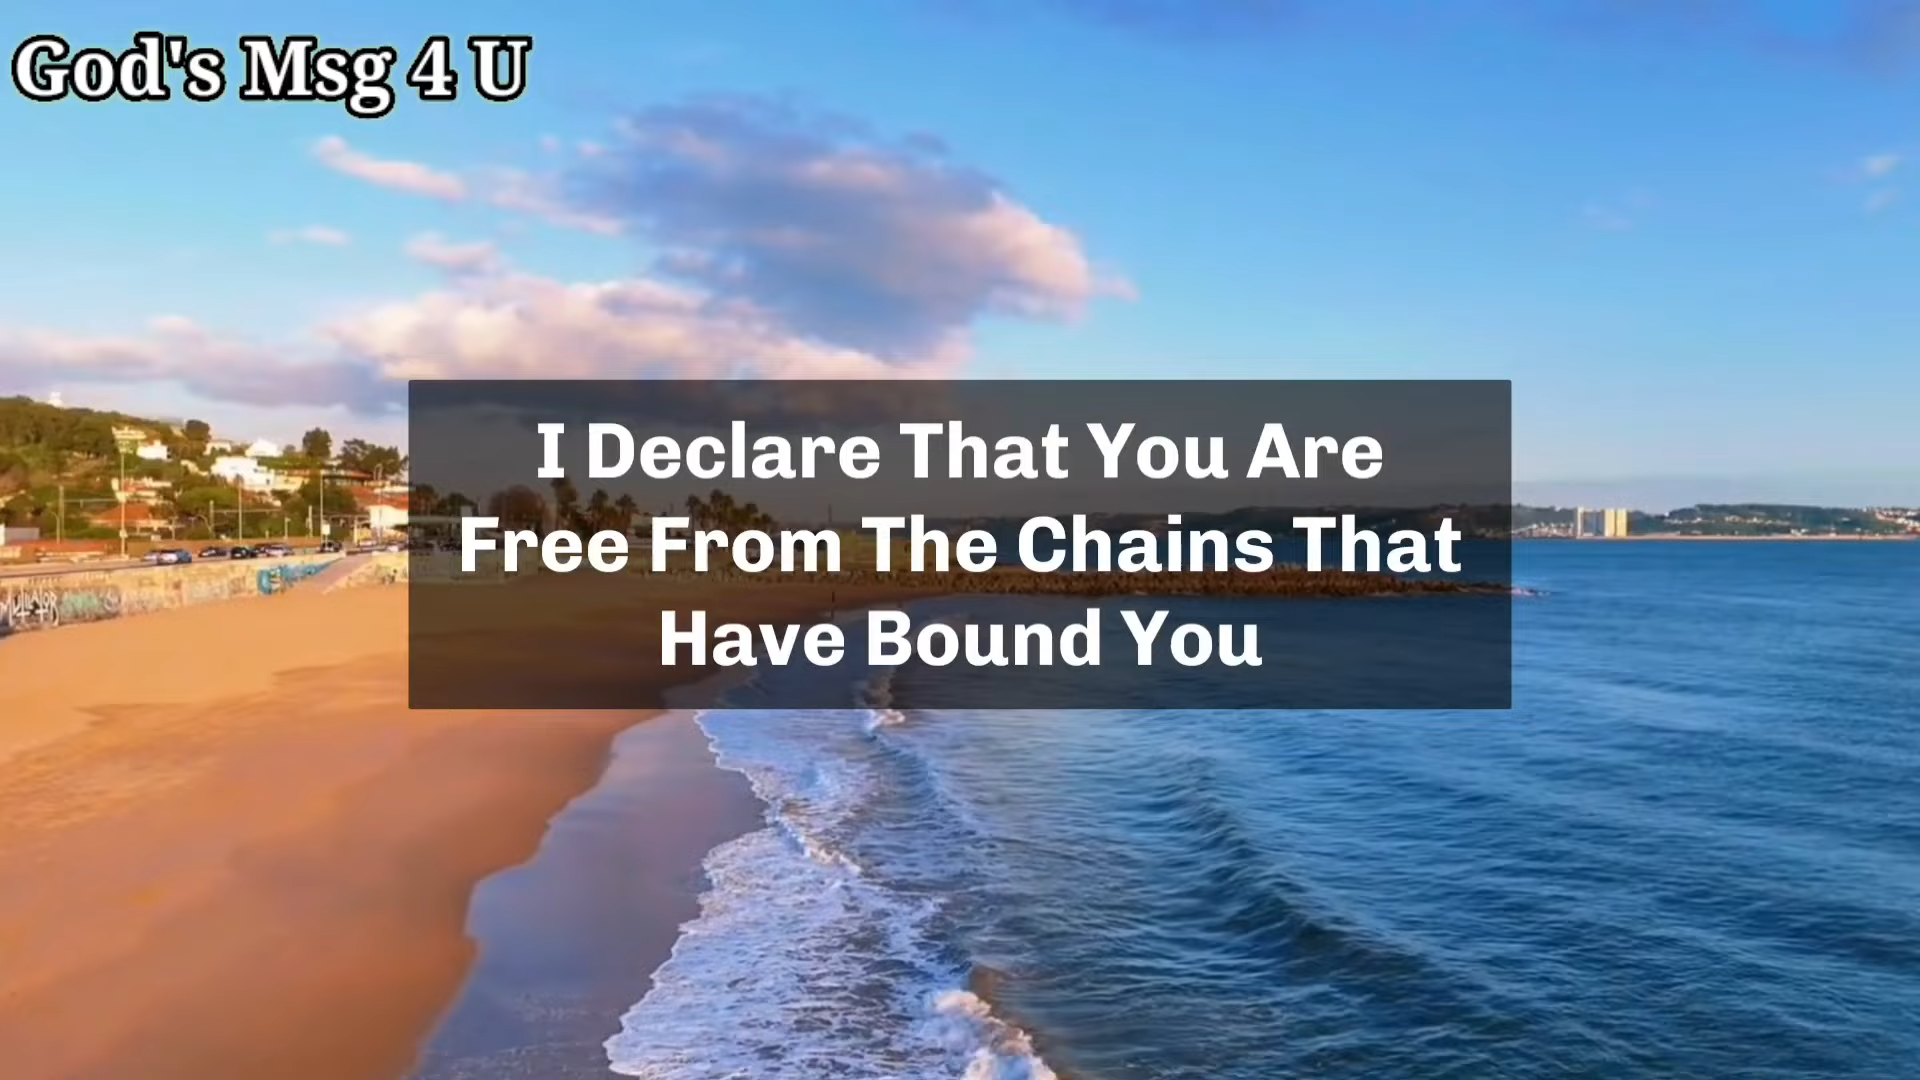 God's Msg 4 U
I Declare That You Are
Free From The Chains That
Have Bound You